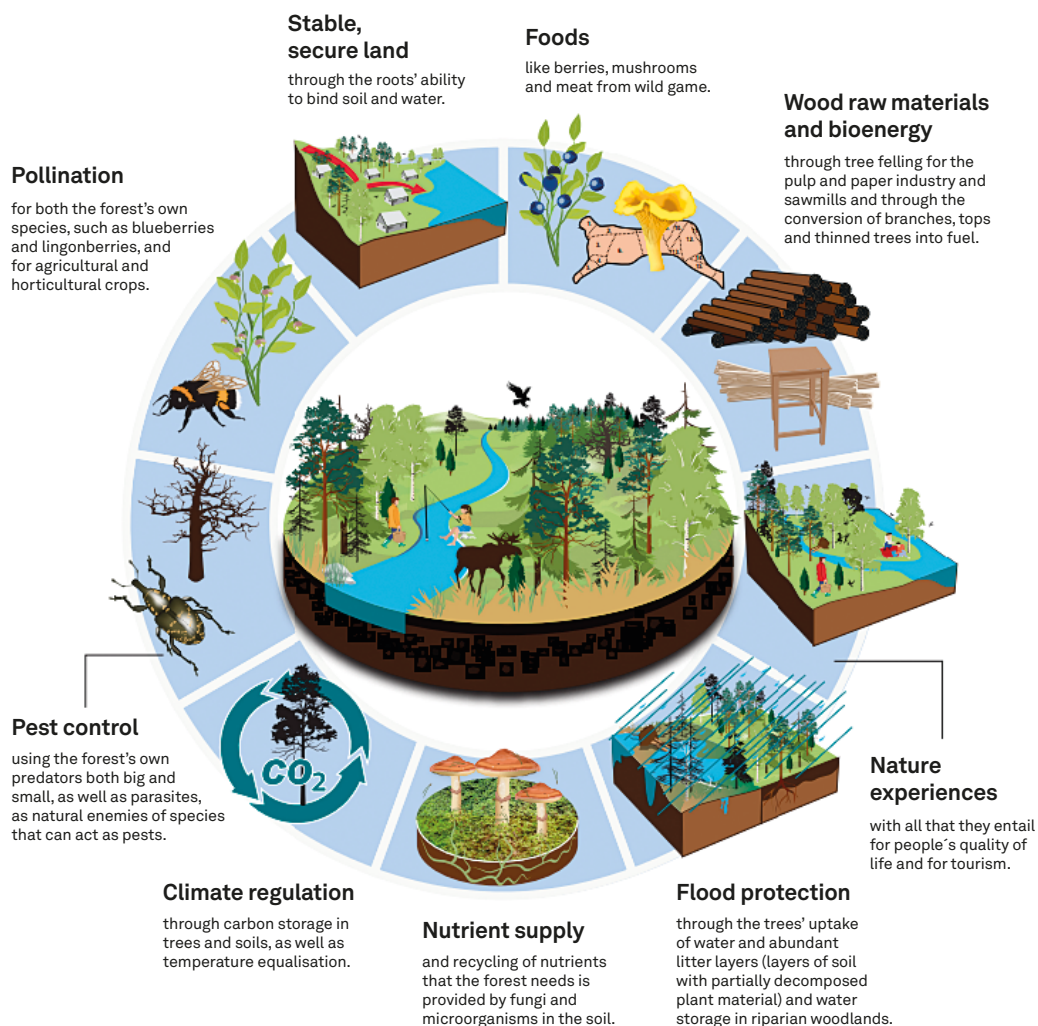 Stable,
secure land
through the roots’ ability
to bind soil and water.
Foods
like berries, mushrooms
and meat from wild game.
Wood raw materials
and bioenergy
through tree felling for the
pulp and paper industry and
sawmills and through the
conversion of branches, tops
and thinned trees into fuel.
Pollination
for both the forest’s own
species, such as blueberries
and lingonberries, and
for agricultural and
horticultural crops.
Pest control
using the forest’s own
predators both big and
small, as well as parasites,
as natural enemies of species
that can act as pests.
CO2
Nature
experiences
with all that they entail
for people´s quality of
life and for tourism.
Climate regulation
through carbon storage in
trees and soils, as well as
temperature equalisation.
Nutrient supply
and recycling of nutrients
that the forest needs is
provided by fungi and
microorganisms in the soil.
Flood protection
through the trees’ uptake
of water and abundant
litter layers (layers of soil
with partially decomposed
plant material) and water
storage in riparian woodlands.